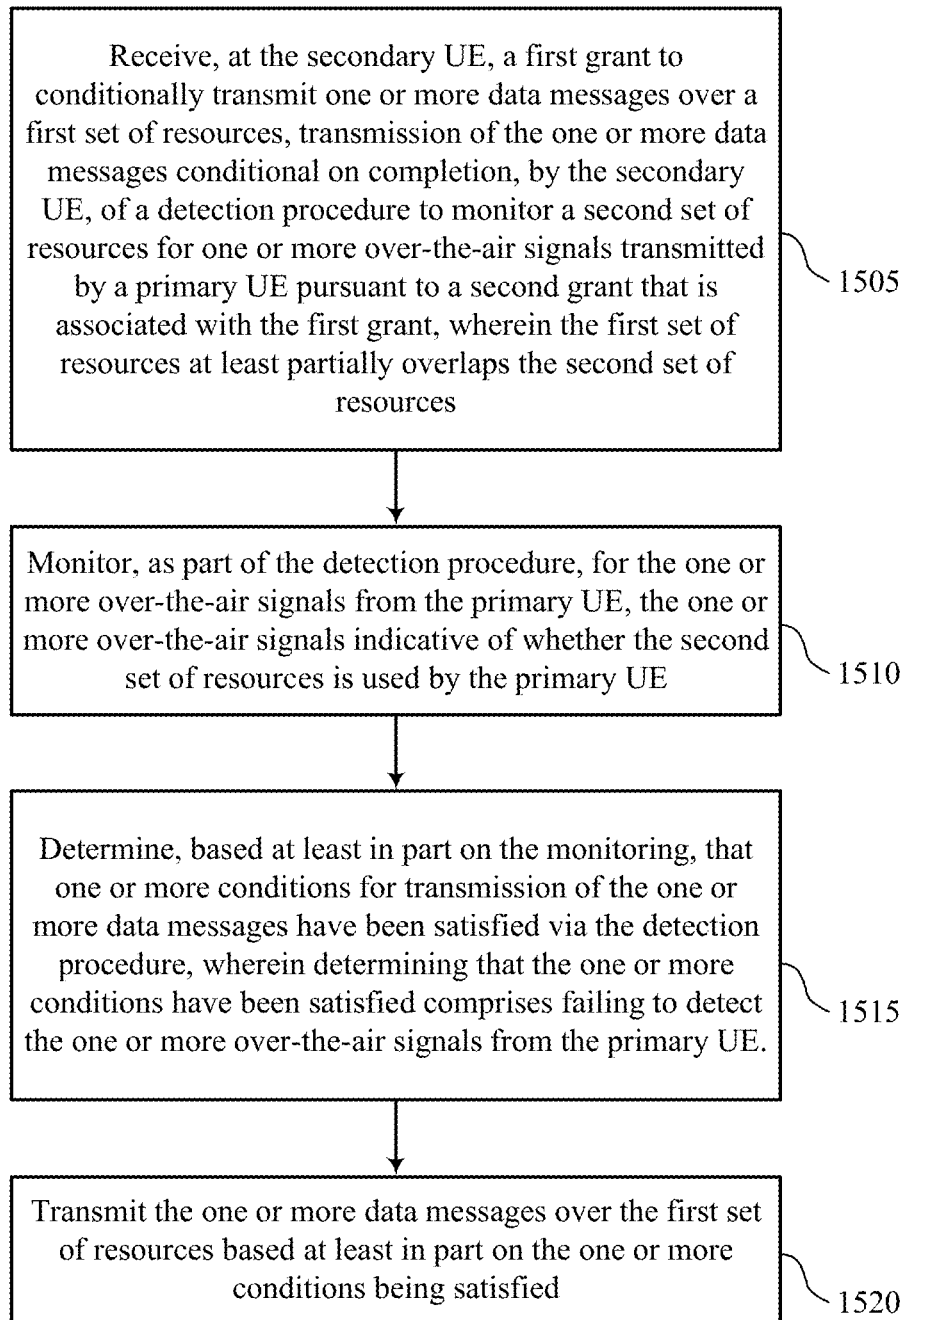 Receive, at the secondary UE, a first grant to
conditionally transmit one or more data messages over a
first set of resources, transmission of the one or more data
messages conditional on completion, by the secondary
UE, of a detection procedure to monitor a second set of
resources for one or more over-the-air signals transmitted
by a primary UE pursuant to a second grant that is
associated with the first grant, wherein the first set of
resources at least partially overlaps the second set of
resources
1505
Monitor, as part of the detection procedure, for the one or
more over-the-air signals from the primary UE, the one or
more over-the-air signals indicative of whether the second
set of resources is used by the primary UE
1510
Determine, based at least in part on the monitoring, that
one or more conditions for transmission of the one or
more data messages have been satisfied via the detection
procedure, wherein determining that the one or more
conditions have been satisfied comprises failing to detect
the one or more over-the-air signals from the primary UE.
1515
Transmit the one or more data messages over the first set
of resources based at least in part on the one or more
conditions being satisfied
1520